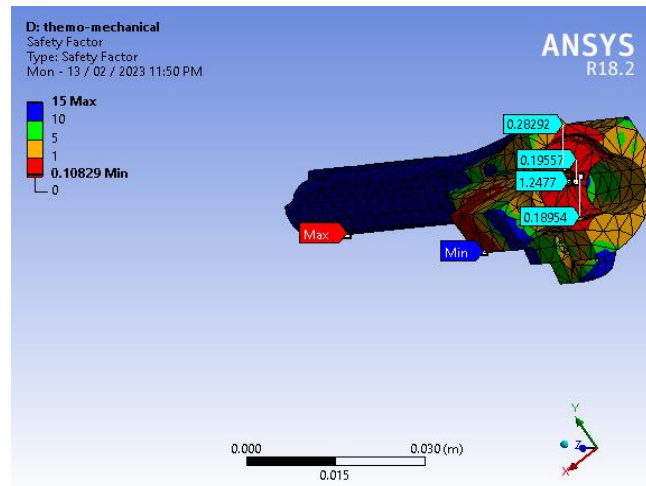 D: themo-mechanical
Safety Factor
Type: Safety Factor
Mon - 13 / 02 / 2023 11:50 PM
ANSYS
R18.2
15 Max
10
5
1
0.10829 Min
0
0.28292
0.19557
1.2477
0.18954
Max
Min
0.000
0.030 (m)
0.015
Y
Z
X